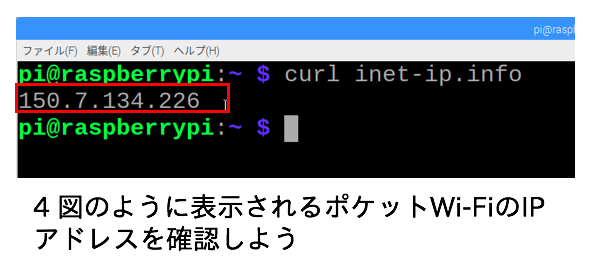 pi@rasp
ファイル(F) 編集(E) タブ(T) ヘルプ(H)
pi@raspberrypi:~ $ curl inet-ip.info
150.7.134.226
pi@raspberrypi:~ $
4 図のように表示されるポケットWi-FiのIP
アドレスを確認しよう